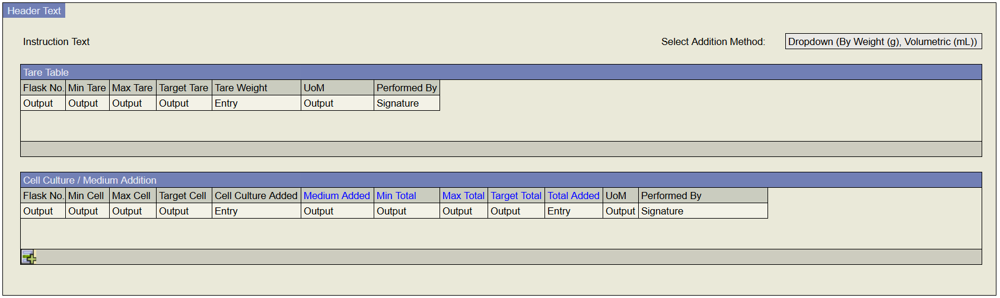 Header Text
Instruction Text Select Addition Method: Dropdown (By Weight (g), Volumetric (mL))
Tare Table
Flask No. Min Tare Max Tare Target Tare Tare Weight UoM Performed By
Output Output Output Output Entry Output Signature
Cell Culture / Medium Addition
Flask No. Min Cell Max Cell Target Cell Cell Culture Added Medium Added Min Total Max Total Target Total Total Added UoM Performed By
Output Output Output Output Entry Output Output Output Output Entry Output Signature